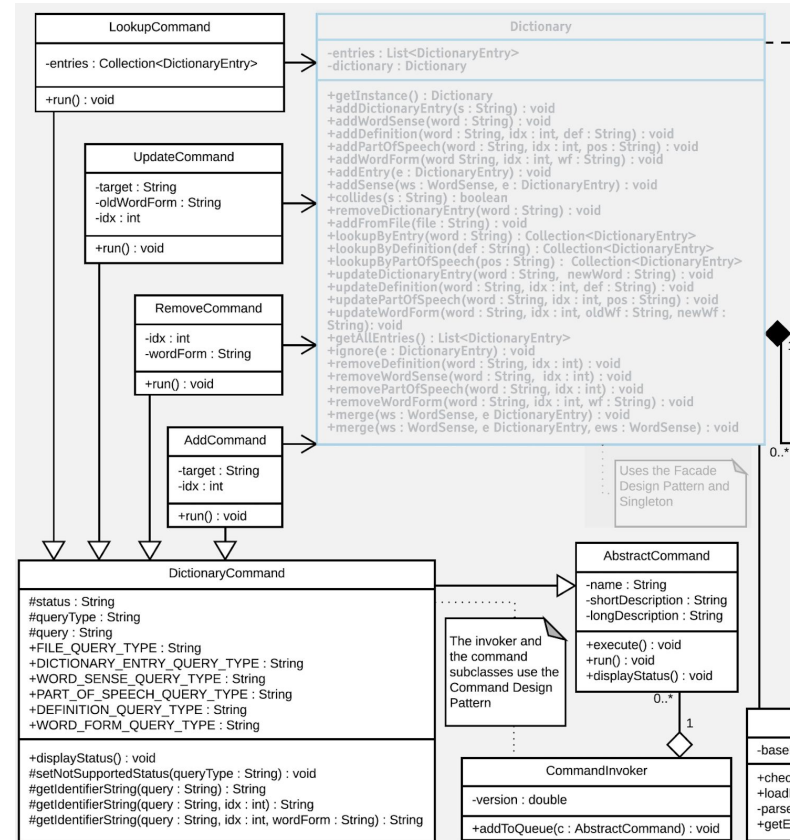 LookupCommand
-entries : Collection<DictionaryEntry>
+run() : void
Dictionary
-entries : List<DictionaryEntry>
-dictionary : Dictionary
+getInstance() : Dictionary
+addDictionaryEntry(s : String) : void
+addWordSense(word : String) : void
+addDefinition(word : String, idx : int, def : String) : void
+addPartOfSpeech(word : String, idx : int, pos : String) : void
+addWordForm(word String, idx : int, wf : String) : void
+addEntry(e : DictionaryEntry) : void
+addSense(ws : WordSense, e : DictionaryEntry) : void
+collides(s : String) : boolean
+removeDictionaryEntry(word : String) : void
+addFromFile(file : String) : void
+lookupByEntry(word : String) : Collection<DictionaryEntry>
+lookupByDefinition(def : String) : Collection<DictionaryEntry>
+lookupByPartOfSpeech(pos : String) : Collection<DictionaryEntry>
+updateDictionaryEntry(word : String, newWord : String) : void
+updateDefinition(word : String, idx : int, def : String) : void
+updatePartOfSpeech(word : String, idx : int, pos : String) : void
+updateWordForm(word : String, idx : int, oldWf : String, newWf :
String): void
+getAllEntries() : List<DictionaryEntry>
+ignore(e : DictionaryEntry) : void
+removeDefinition(word : String, idx : int) : void
+removeWordSense(word : String, idx : int) : void
+removePartOfSpeech(word : String, idx : int) : void
+removeWordForm(word : String, idx : int, wf : String) : void
+merge(ws : WordSense, e DictionaryEntry) : void
+merge(ws : WordSense, e DictionaryEntry, ews : WordSense) : void
UpdateCommand
-target : String
-oldWordForm : String
-idx : int
+run() : void
RemoveCommand
-idx : int
-wordForm : String
+run() : void
AddCommand
-target : String
-idx : int
+run() : void
0..*
Uses the Facade
Design Pattern and
Singleton
DictionaryCommand
#status : String
#queryType : String
#query : String
+FILE_QUERY_TYPE : String
+DICTIONARY_ENTRY_QUERY_TYPE : String
+WORD_SENSE_QUERY_TYPE : String
+PART_OF_SPEECH_QUERY_TYPE : String
+DEFINITION_QUERY_TYPE : String
+WORD_FORM_QUERY_TYPE : String
+displayStatus() : void
#setNotSupportedStatus(queryType : String) : void
#getIdentifierString(query : String) : String
#getIdentifierString(query : String, idx : int) : String
#getIdentifierString(query : String, idx : int, wordForm : String) : String
The invoker and
the command
subclasses use the
Command Design
Pattern
AbstractCommand
-name : String
-shortDescription : String
-longDescription : String
+execute() : void
+run() : void
+displayStatus() : void
0..*
1
CommandInvoker
-version : double
+addToQueue(c : AbstractCommand) : void
-base